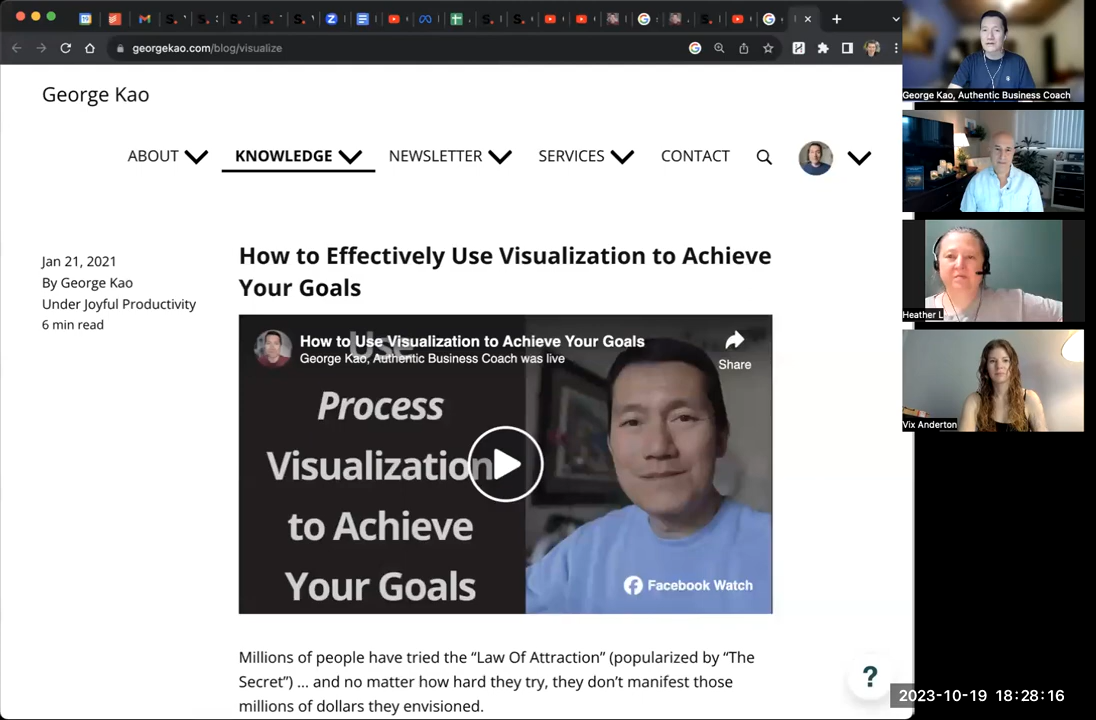 georgekao.com/blog/visualize
George Kao
ABOUT
KNOWLEDGE
NEWSLETTER
SERVICES
CONTACT
Jan 21, 2021
By George Kao
Under Joyful Productivity
6 min read
How to Effectively Use Visualization to Achieve
Your Goals
How to Use Visualization to Achieve Your Goals
George Kao, Authentic Business Coach was live
Share
Use
Process
Visualization
to Achieve
Your Goals
Facebook Watch
Millions of people have tried the “Law Of Attraction” (popularized by “The
Secret”) ... and no matter how hard they try, they don’t manifest those
millions of dollars they envisioned.
?
George Kao, Authentic Business Coach
Heather L
Vix Anderton
2023-10-19 18:28:16